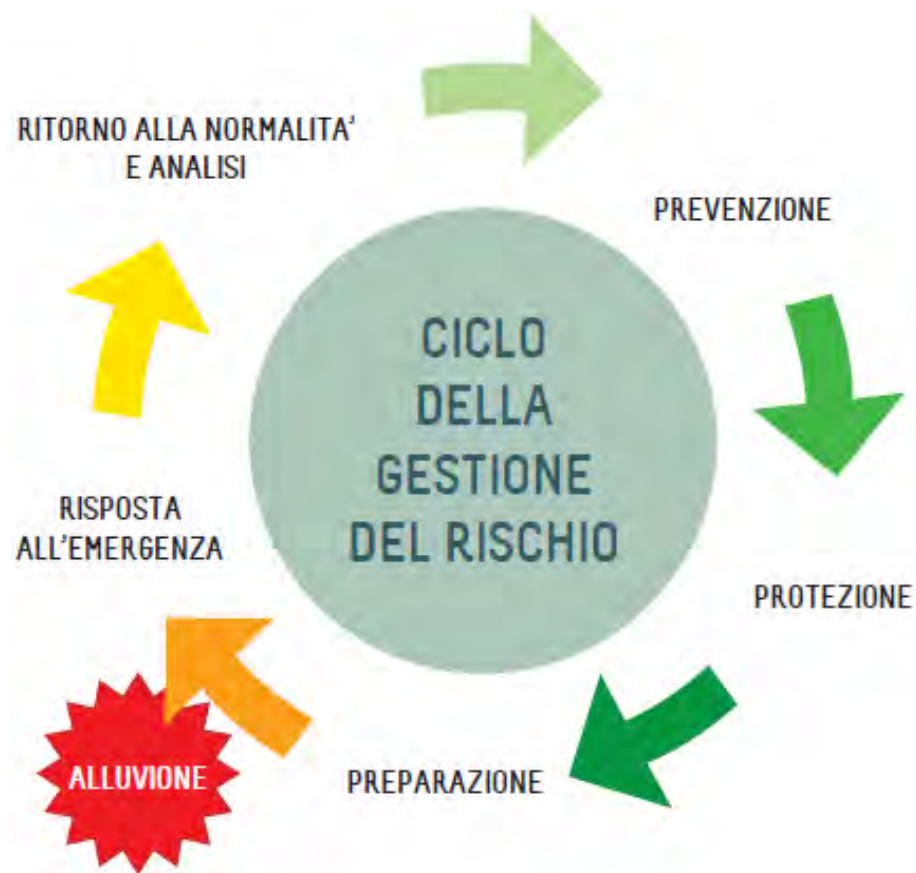 RITORNO ALLA NORMALITA'
E ANALISI
PREVENZIONE
CICLO
DELLA
GESTIONE
DEL RISCHIO
RISPOSTA
ALL'EMERGENZA
PROTEZIONE
ALLUVIONE
PREPARAZIONE